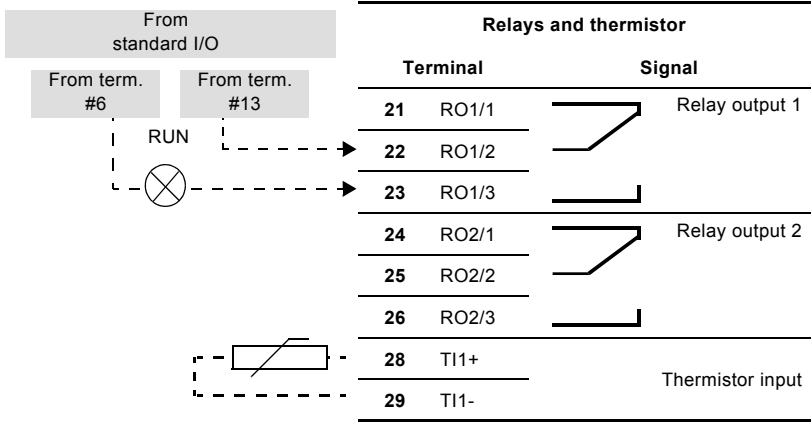 From
standard I/O
From term.
#6
From term.
#13
RUN
Relays and thermistor
Terminal Signal
21 RO1/1 Relay output 1
22 RO1/2
23 RO1/3
24 RO2/1 Relay output 2
25 RO2/2
26 RO2/3
28 TI1+
Thermistor input
29 TI1-